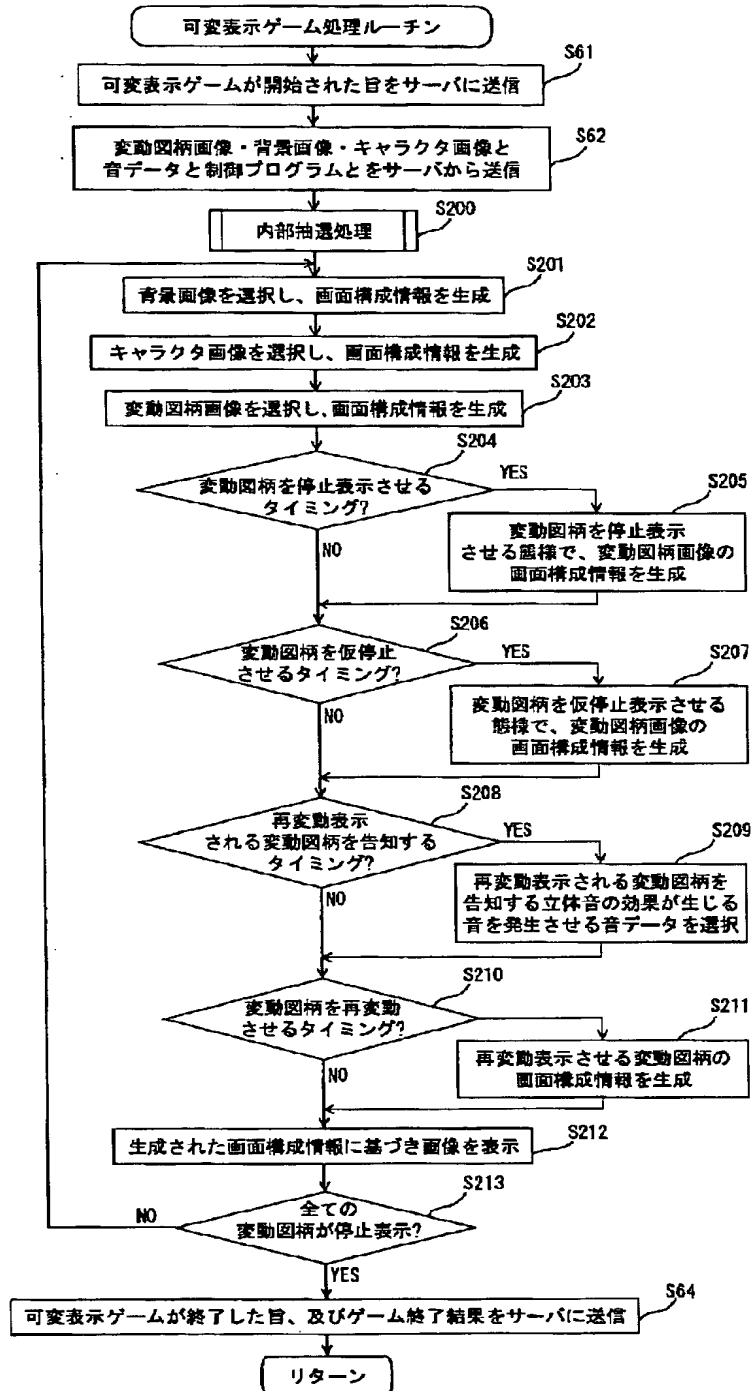 可変表示ゲーム処理ルーチン
S61
可変表示ゲームが開始された旨をサーバに送信
S62
変動図柄画像・背景画像・キャラクタ画像と
音データと制御プログラムとをサーバから送信
S200
内部抽選処理
S201
背景画像を選択し、画面構成情報を生成
S202
キャラクタ画像を選択し、画面構成情報を生成
S203
変動図柄画像を選択し、画面構成情報を生成
S204
変動図柄を停止表示させる
タイミング?
YES
NO
S205
変動図柄を停止表示
させる態様で、変動図柄画像の
画面構成情報を生成
S206
変動図柄を仮停止
させるタイミング?
YES
NO
S207
変動図柄を仮停止表示させる
態様で、変動図柄画像の
画面構成情報を生成
S208
再変動表示
される変動図柄を告知する
タイミング?
YES
NO
S209
再変動表示される変動図柄を
告知する立体音の効果が生じる
音を発生させる音データを選択
S210
変動図柄を再変動
させるタイミング?
NO
S211
再変動表示させる変動図柄の
画面構成情報を生成
S212
生成された画面構成情報に基づき画像を表示
S213
全ての
変動図柄が停止表示?
NO
YES
S64
可変表示ゲームが終了した旨、及びゲーム終了結果をサーバに送信
リターン